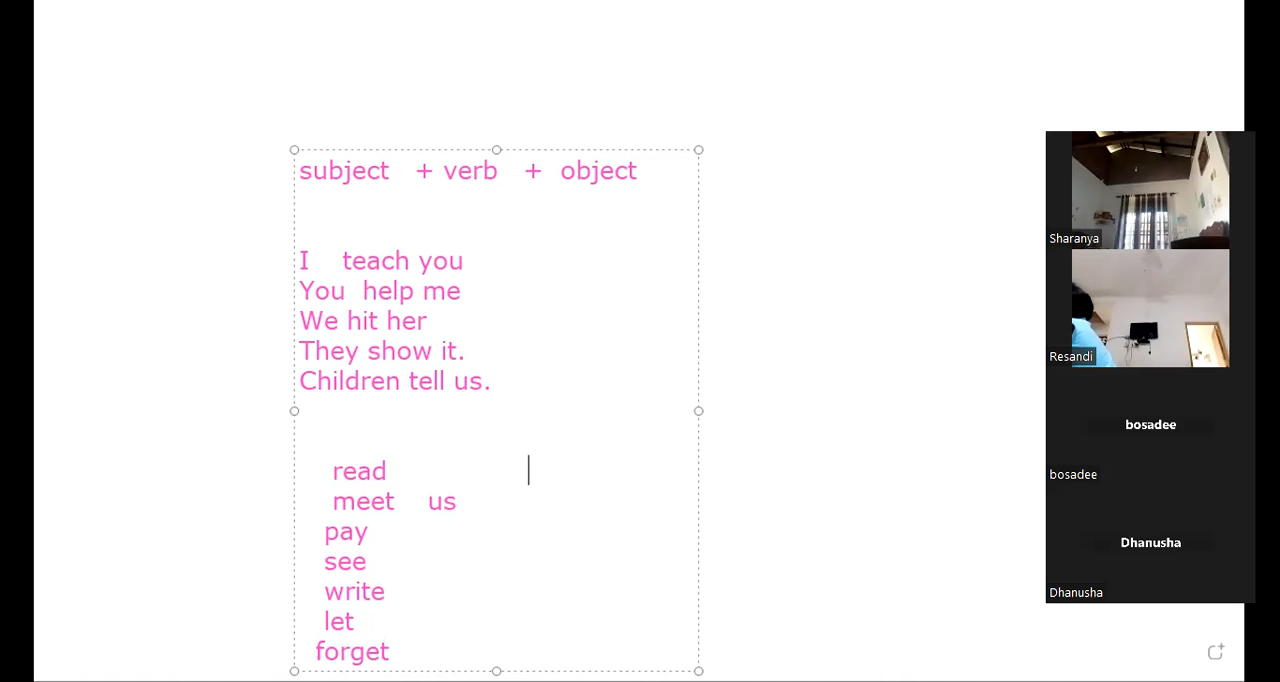 subject + verb + object
I teach you
You help me
We hit her
They show it.
Children tell us.
read
meet us
pay
see
write
let
forget
Sharanya
Resandi
bosadee
bosadee
Dhanusha
Dhanusha